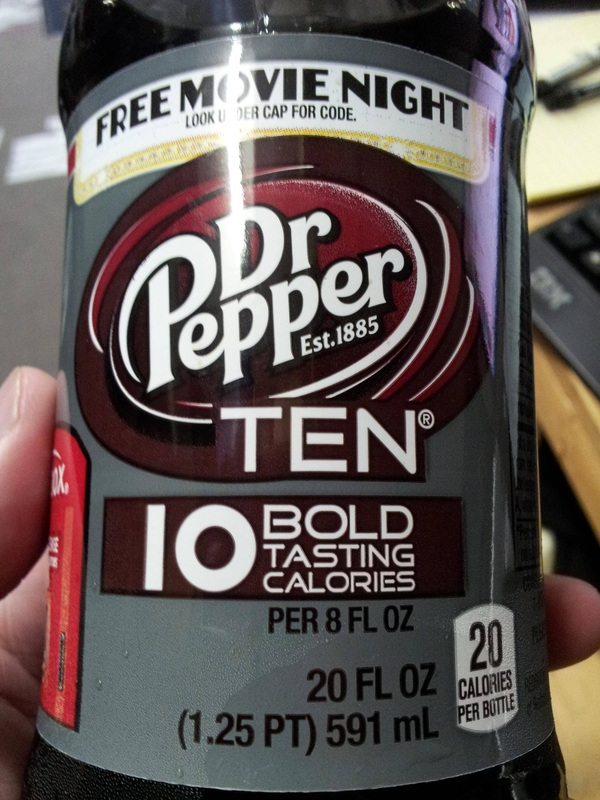 FREE MOVIE NIGHT
LOOK UNDER CAP FOR CODE.
Dr
Pepper
Est.1885
TEN®
10 BOLD
TASTING
CALORIES
PER 8 FL OZ
20 FL OZ
(1.25 PT) 591 mL
20
CALORIES
PER BOTTLE
IBM